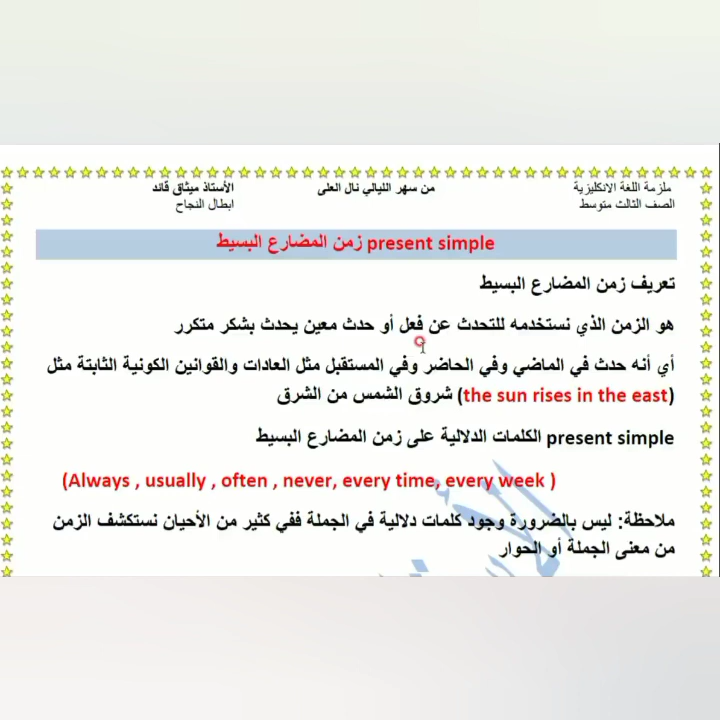 ملزمة اللغة الانكليزية
الصف الثالث متوسط
من سهر الليالي نال العلى
الأستاذ ميثاق قائد
ابطال النجاح
present simple زمن المضارع البسيط
تعريف زمن المضارع البسيط
هو الزمن الذي نستخدمه للتحدث عن فعل أو حدث معين يحدث بشكر متكرر
أي أنه حدث في الماضي وفي الحاضر وفي المستقبل مثل العادات والقوانين الكونية الثابتة مثل
(the sun rises in the east) شروق الشمس من الشرق
present simple الكلمات الدلالية على زمن المضارع البسيط
(Always , usually , often , never, every time, every week )
ملاحظة: ليس بالضرورة وجود كلمات دلالية في الجملة ففي كثير من الأحيان نستكشف الزمن
من معنى الجملة أو الحوار